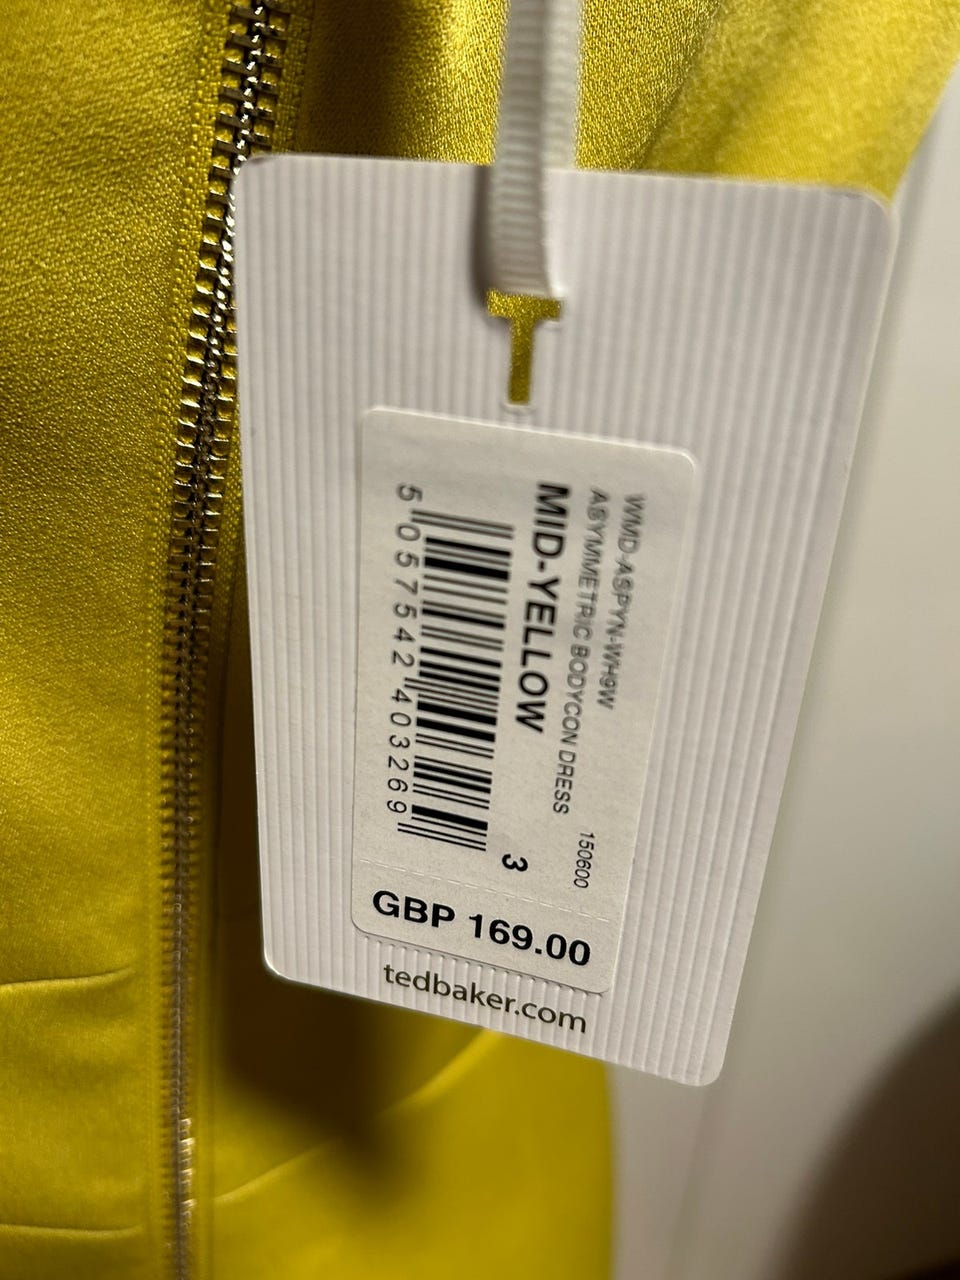 WMD-ASPYN-WH9W
ASYMMETRIC BODYCON DRESS
150600
MID-YELLOW
3
5 057542 403269
GBP 169.00
tedbaker.com